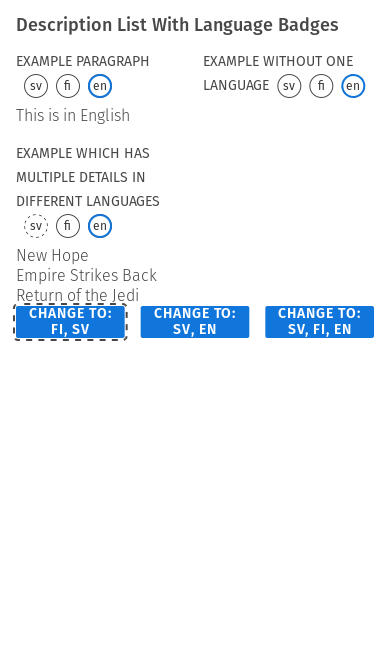 Description List With Language Badges
EXAMPLE PARAGRAPH
sv fi en
This is in English
EXAMPLE WITHOUT ONE
LANGUAGE sv fi en
EXAMPLE WHICH HAS
MULTIPLE DETAILS IN
DIFFERENT LANGUAGES
sv fi en
New Hope
Empire Strikes Back
Return of the Jedi
CHANGE TO:
FI, SV
CHANGE TO:
SV, EN
CHANGE TO:
SV, FI, EN